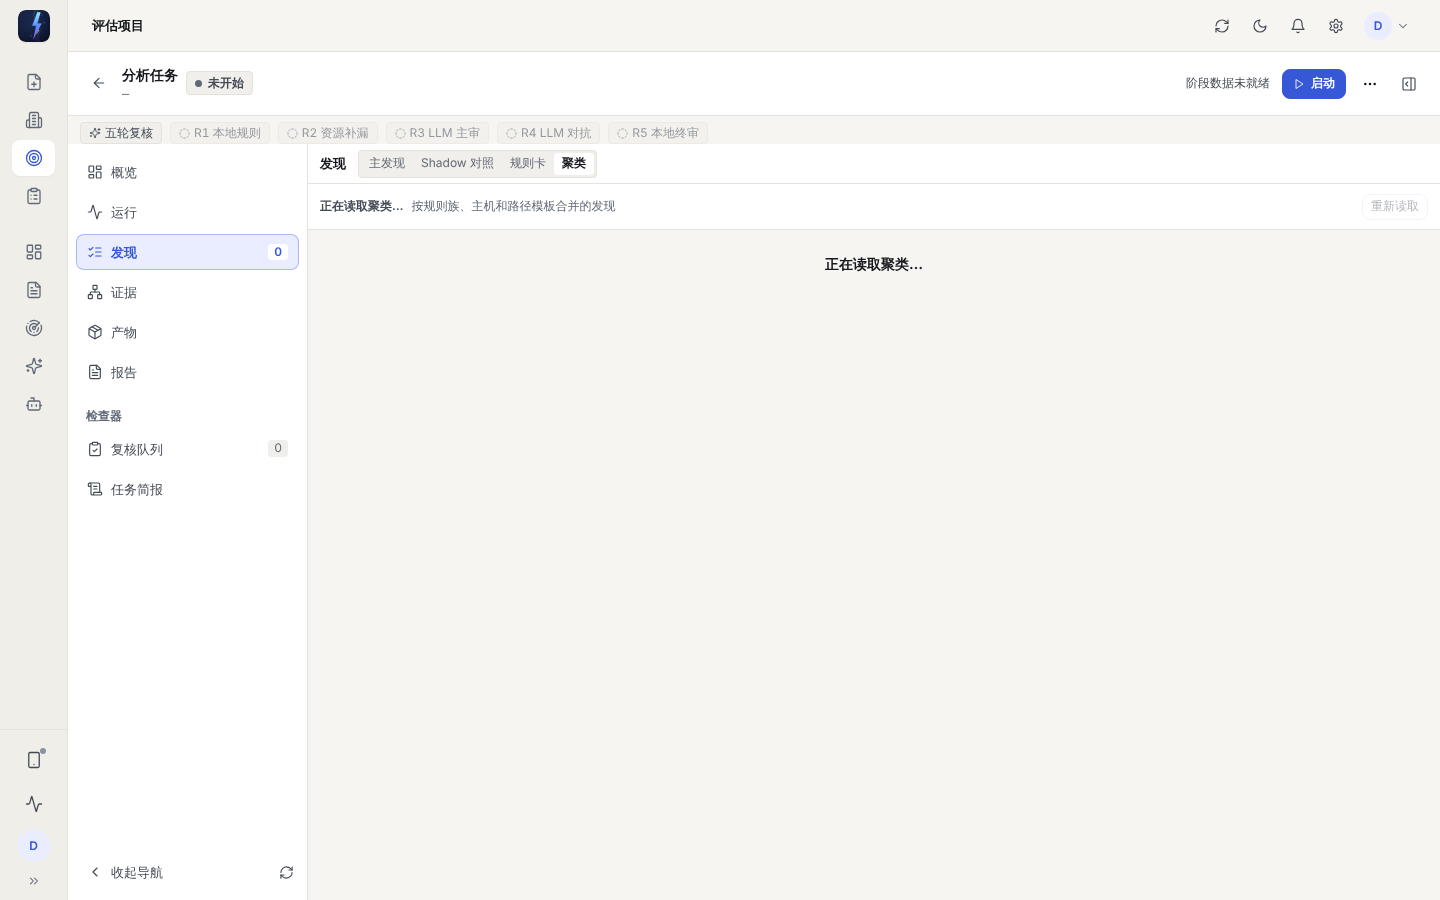 评估项目
D
分析任务
—
未开始
阶段数据未就绪
启动
五轮复核
R1 本地规则
R2 资源补漏
R3 LLM 主审
R4 LLM 对抗
R5 本地终审
概览
运行
发现 0
证据
产物
报告
检查器
复核队列 0
任务简报
收起导航
发现
主发现
Shadow 对照
规则卡
聚类
正在读取聚类... 按规则族、主机和路径模板合并的发现
重新读取
正在读取聚类...
D